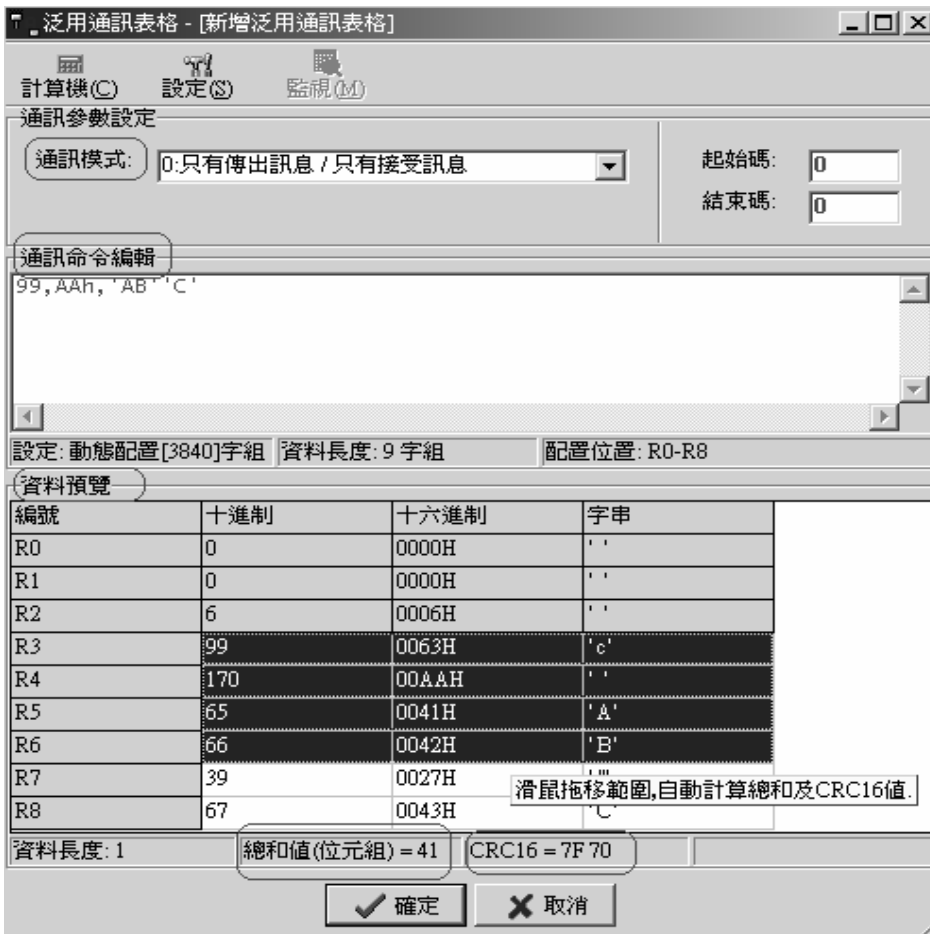 泛用通訊表格 - [新增泛用通訊表格]
計算機(C) 設定(S) 監視(M)
通訊參數設定
通訊模式: 0:只有傳出訊息 / 只有接受訊息 起始碼: 0
結束碼: 0
通訊命令編輯
99,AAh,'AB''C'
設定: 動態配置[3840]字組 資料長度: 9 字組 配置位置: R0-R8
資料預覽
編號 十進制 十六進制 字串
R0 0 0000H ' '
R1 0 0000H ' '
R2 6 0006H ' '
R3 99 0063H 'c'
R4 170 00AAH ' '
R5 65 0041H 'A'
R6 66 0042H 'B'
R7 39 0027H '''
滑鼠拖移範圍,自動計算總和及CRC16值.
R8 67 0043H 'C'
資料長度: 1 總和值(位元組) = 41 CRC16 = 7F 70
確定 取消